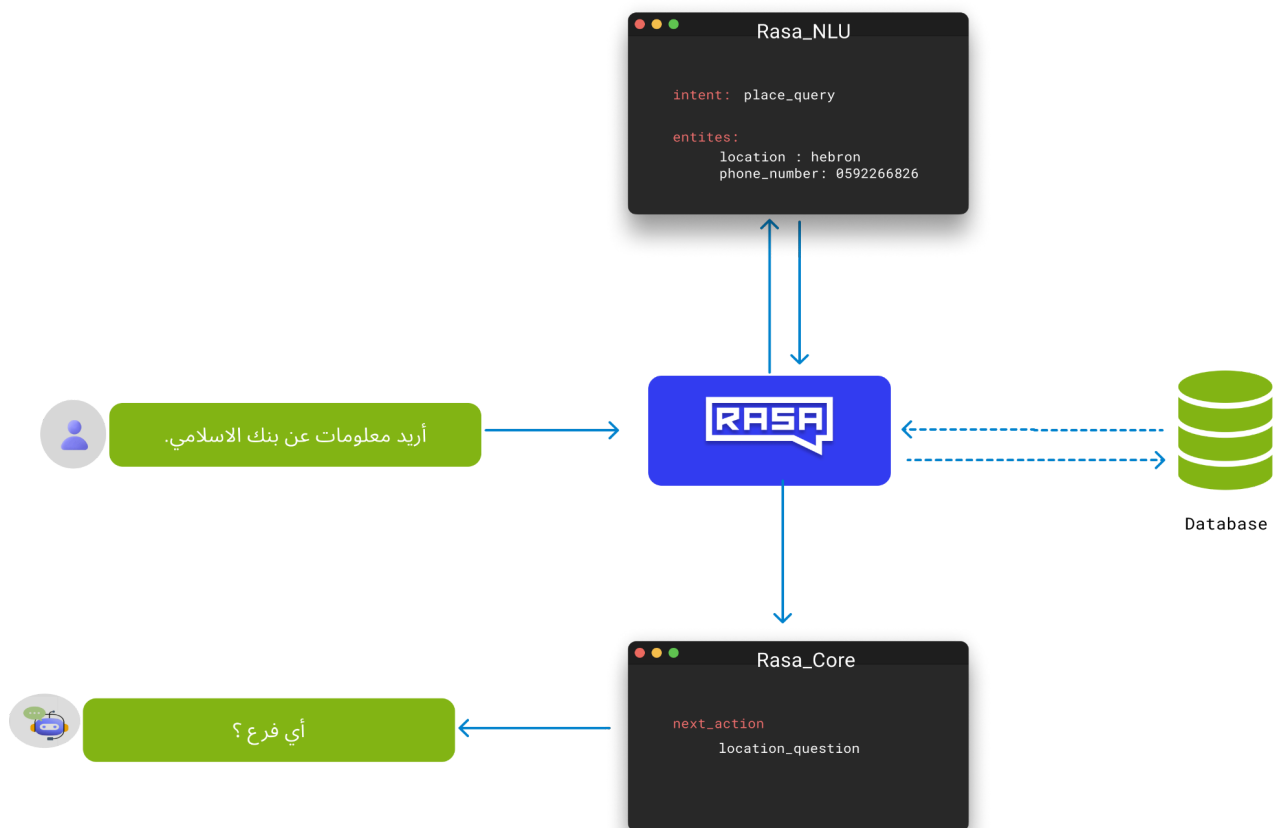 Rasa_NLU
intent: place_query
entites:
location : hebron
phone_number: 0592266826
أريد معلومات عن بنك الاسلامي.
RASA
Database
Rasa_Core
next_action
location_question
أي فرع ؟